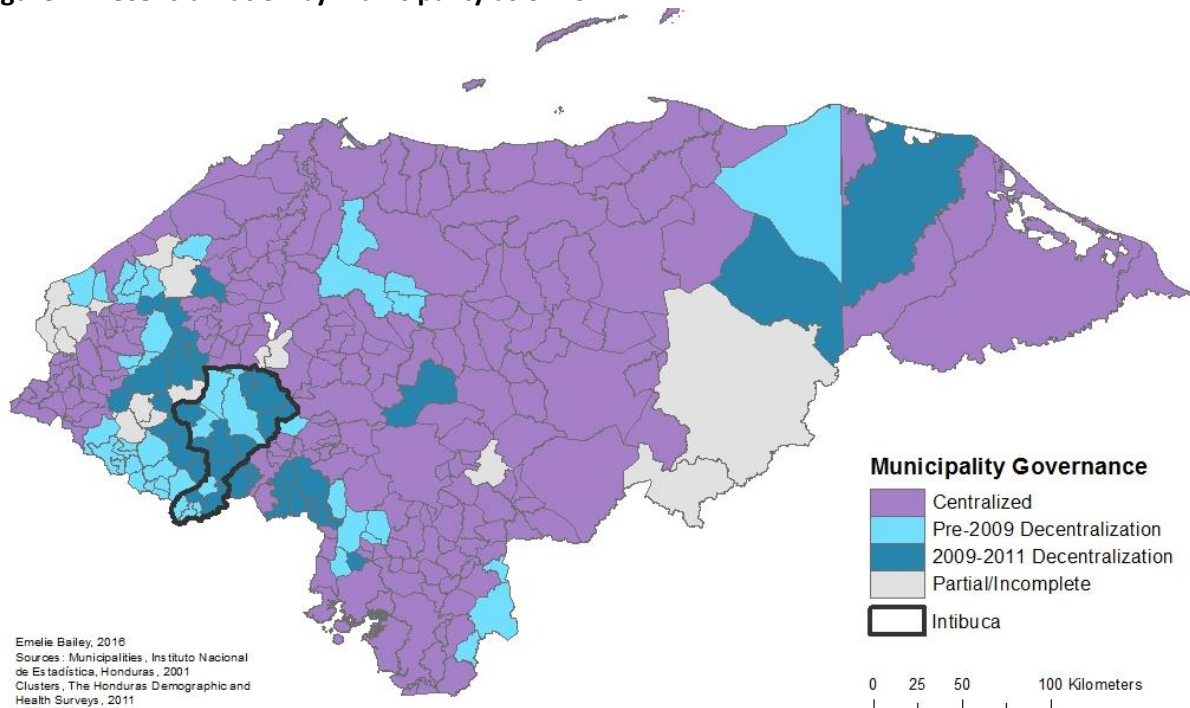 Municipality Governance
Centralized
Pre-2009 Decentralization
2009-2011 Decentralization
Partial/Incomplete
Intibuca
Emelie Bailey, 2016
Sources: Municipalities, Instituto Nacional
de Estadística, Honduras, 2001
Clusters, The Honduras Demographic and
Health Surveys, 2011
0 25 50 100 Kilometers